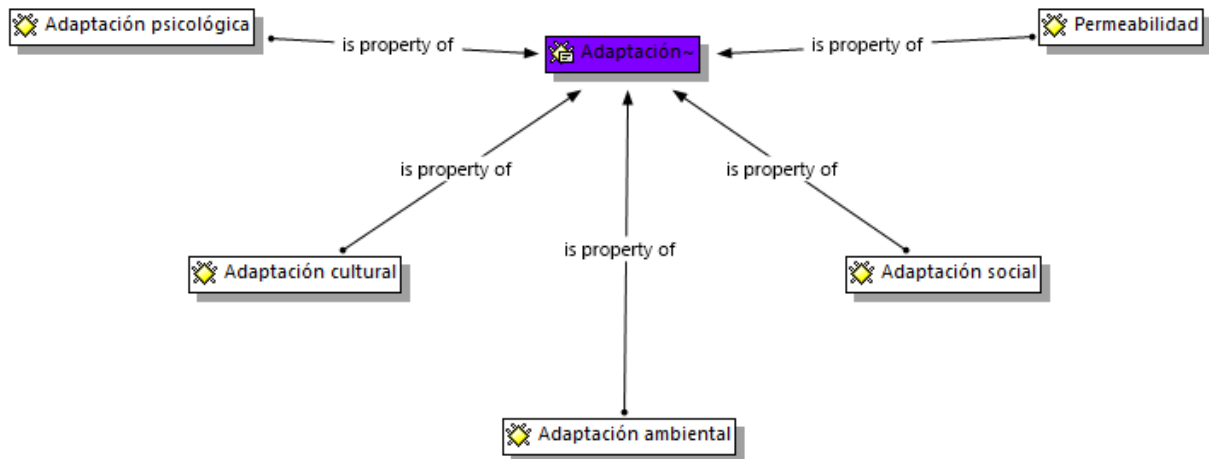 Adaptación psicológica
is property of
Adaptación~
is property of
Permeabilidad
is property of
is property of
is property of
Adaptación cultural
Adaptación social
Adaptación ambiental